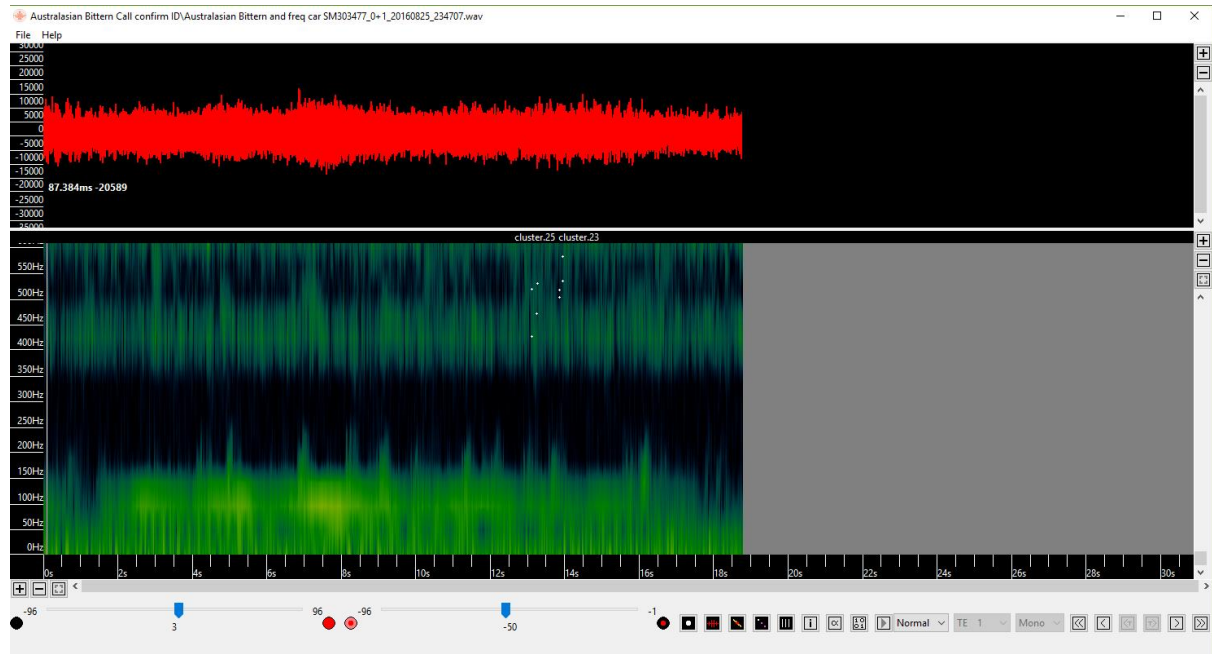 Australasian Bittern Call confirm ID\Australasian Bittern and freq car SM303477_0+1_20160825_234707.wav
File Help
30000
25000
20000
15000
10000
5000
0
-5000
-10000
-15000
-20000
87.384ms -20589
-25000
-30000
-35000
cluster.25 cluster.23
550Hz
500Hz
450Hz
400Hz
350Hz
300Hz
250Hz
200Hz
150Hz
100Hz
50Hz
0Hz
0s 2s 4s 6s 8s 10s 12s 14s 16s 18s 20s 22s 24s 26s 28s 30s
-96 96 -96 -1
3 -50
Normal TE 1 Mono